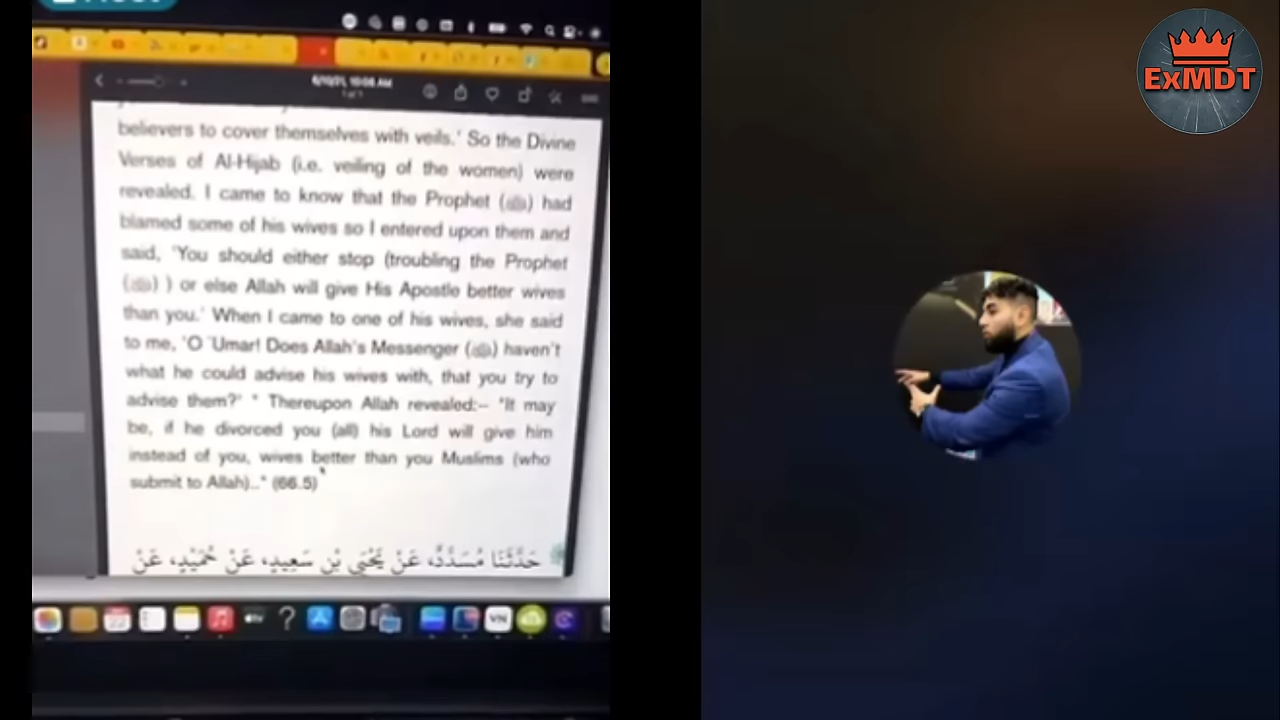 6/10/21, 10:06 AM
believers to cover themselves with veils.' So the Divine
Verses of Al-Hijab (i.e. veiling of the women) were
revealed. I came to know that the Prophet (ﷺ) had
blamed some of his wives so I entered upon them and
said, 'You should either stop (troubling the Prophet
(ﷺ) ) or else Allah will give His Apostle better wives
than you.' When I came to one of his wives, she said
to me, 'O `Umar! Does Allah's Messenger (ﷺ) haven't
what he could advise his wives with, that you try to
advise them?' " Thereupon Allah revealed:-- "It may
be, if he divorced you (all) his Lord will give him
instead of you, wives better than you Muslims (who
submit to Allah).." (66.5)
حَدَّثَنَا مُسَدَّدٌ، عَنْ يَحْيَى بْنِ سَعِيدٍ، عَنْ حُمَيْدٍ، عَنْ
ExMDT